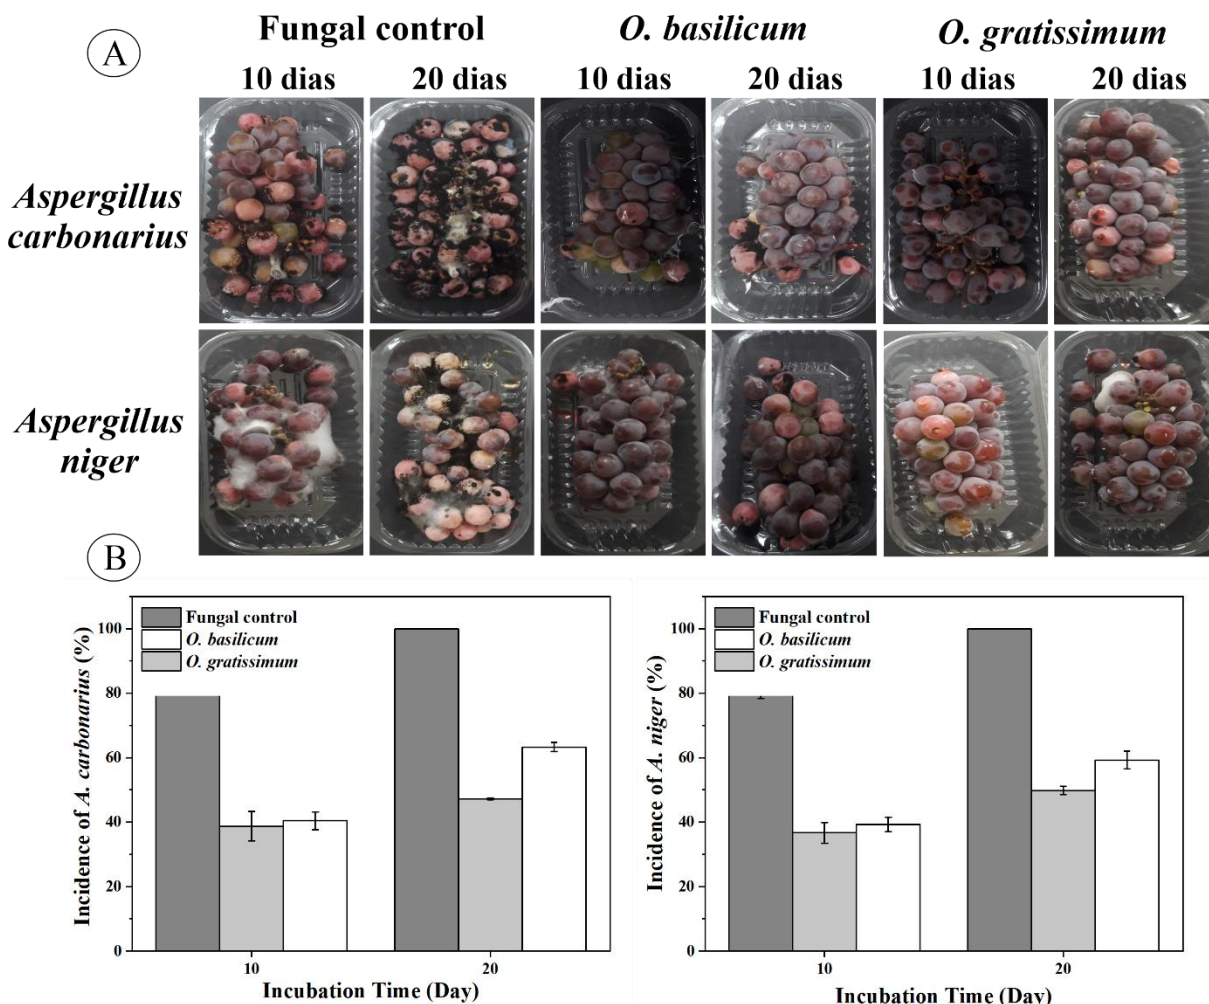 A
Fungal control
O. basilicum
O. gratissimum
10 dias
20 dias
10 dias
20 dias
10 dias
20 dias
Aspergillus
carbonarius
Aspergillus
niger
B
Incidence of A. carbonarius (%)
100
80
60
40
20
0
Fungal control
O. basilicum
O. gratissimum
10
20
Incubation Time (Day)
Incidence of A. niger (%)
100
80
60
40
20
0
Fungal control
O. basilicum
O. gratissimum
10
20
Incubation Time (Day)